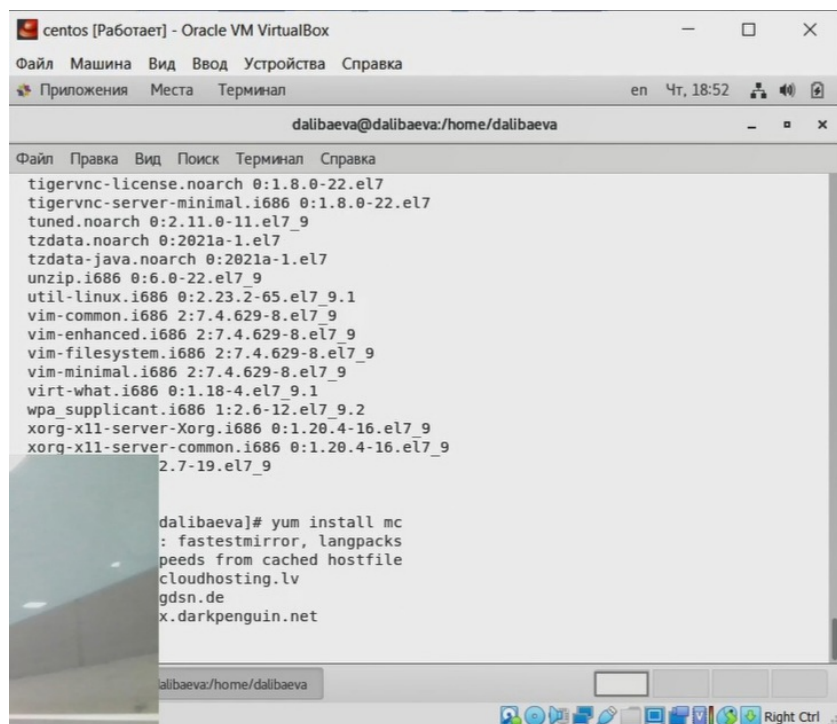 centos [Работает] - Oracle VM VirtualBox
Файл Машина Вид Ввод Устройства Справка
Приложения Места Терминал en Чт, 18:52
dalibaeva@dalibaeva:/home/dalibaeva
Файл Правка Вид Поиск Терминал Справка
tigervnc-license.noarch 0:1.8.0-22.el7
tigervnc-server-minimal.i686 0:1.8.0-22.el7
tuned.noarch 0:2.11.0-11.el7_9
tzdata.noarch 0:2021a-1.el7
tzdata-java.noarch 0:2021a-1.el7
unzip.i686 0:6.0-22.el7_9
util-linux.i686 0:2.23.2-65.el7_9.1
vim-common.i686 2:7.4.629-8.el7_9
vim-enhanced.i686 2:7.4.629-8.el7_9
vim-filesystem.i686 2:7.4.629-8.el7_9
vim-minimal.i686 2:7.4.629-8.el7_9
virt-what.i686 0:1.18-4.el7_9.1
wpa_supplicant.i686 1:2.6-12.el7_9.2
xorg-x11-server-Xorg.i686 0:1.20.4-16.el7_9
xorg-x11-server-common.i686 0:1.20.4-16.el7_9
2.7-19.el7_9
dalibaeva]# yum install mc
: fastestmirror, langpacks
peeds from cached hostfile
cloudhosting.lv
gdsn.de
x.darkpenguin.net
alibaeva:/home/dalibaeva
Right Ctrl